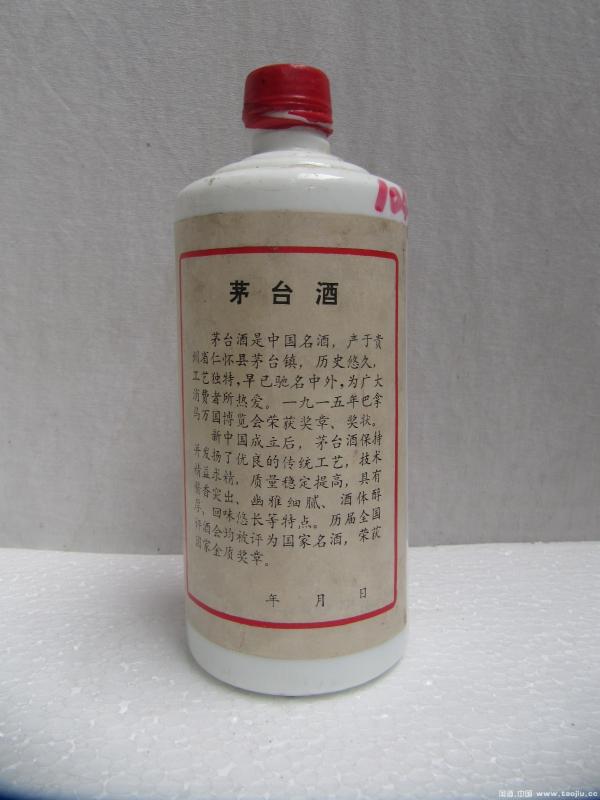 104
茅台酒
茅台酒是中国名酒，产于贵
州省仁怀县茅台镇，历史悠久，
工艺独特，早已驰名中外，为广大
消费者所热爱。一九一五年巴拿
马万国博览会荣获奖章、奖状。
新中国成立后，茅台酒保持
并发扬了优良的传统工艺，技术
精益求精，质量稳定提高，具有
酱香突出、幽雅细腻、酒体醇
厚、回味悠长等特点。历届全国
评酒会均被评为国家名酒，荣获
国家金质奖章。
年 月 日
www.taojiu.cc